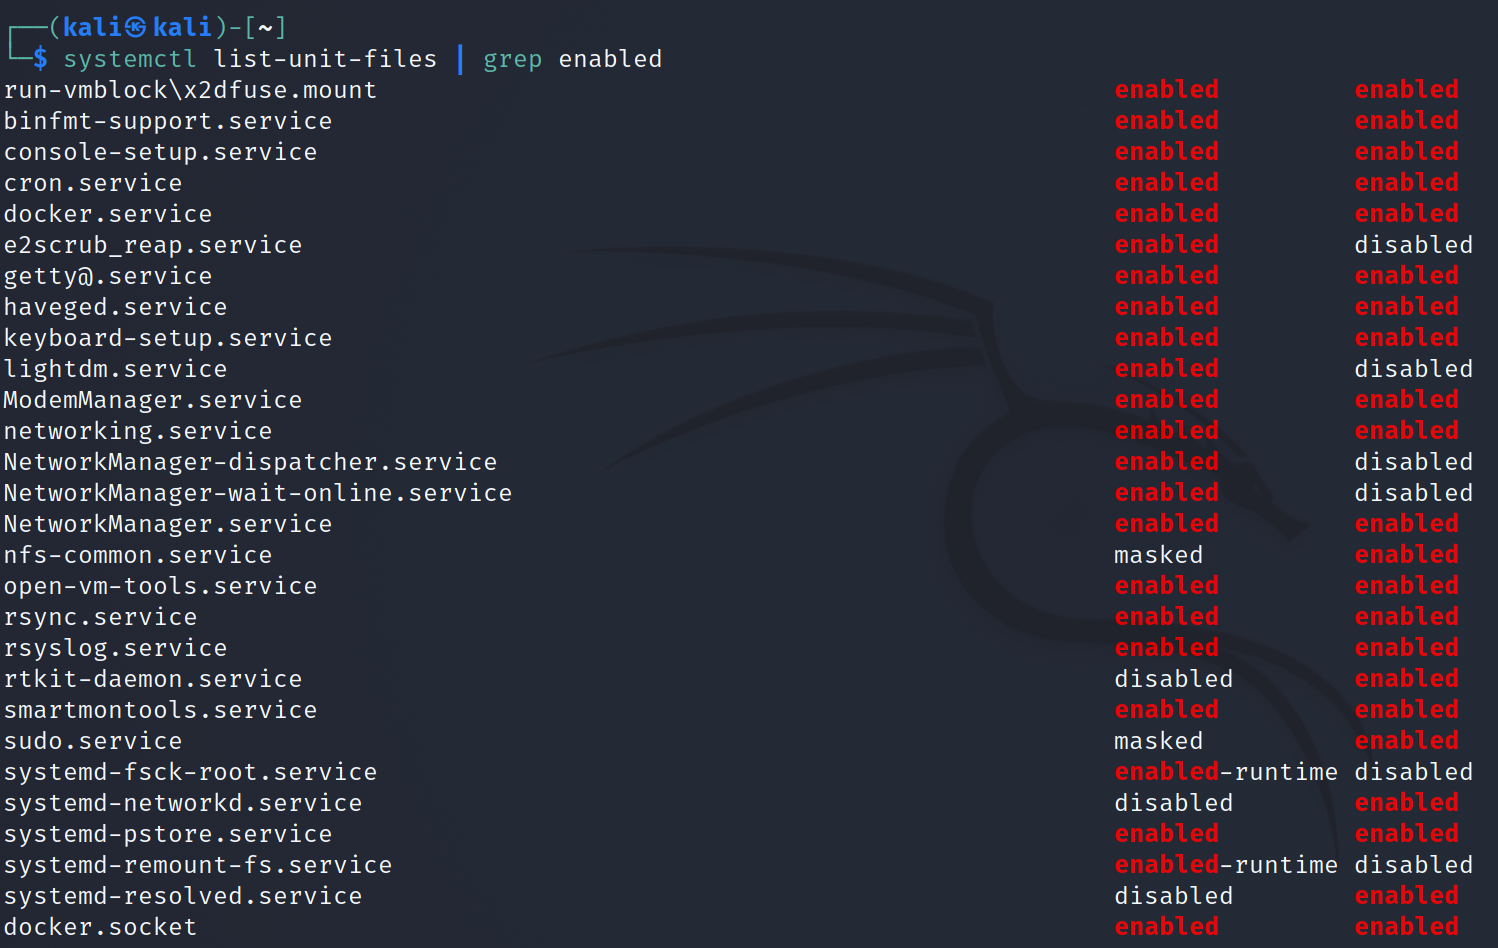 ┌──(kali㉿kali)-[~]
└─$ systemctl list-unit-files | grep enabled
run-vmblock\x2dfuse.mount enabled enabled
binfmt-support.service enabled enabled
console-setup.service enabled enabled
cron.service enabled enabled
docker.service enabled enabled
e2scrub_reap.service enabled disabled
getty@.service enabled enabled
haveged.service enabled enabled
keyboard-setup.service enabled enabled
lightdm.service enabled disabled
ModemManager.service enabled enabled
networking.service enabled enabled
NetworkManager-dispatcher.service enabled disabled
NetworkManager-wait-online.service enabled disabled
NetworkManager.service enabled enabled
nfs-common.service masked enabled
open-vm-tools.service enabled enabled
rsync.service enabled enabled
rsyslog.service enabled enabled
rtkit-daemon.service disabled enabled
smartmontools.service enabled enabled
sudo.service masked enabled
systemd-fsck-root.service enabled-runtime disabled
systemd-networkd.service disabled enabled
systemd-pstore.service enabled enabled
systemd-remount-fs.service enabled-runtime disabled
systemd-resolved.service disabled enabled
docker.socket enabled enabled